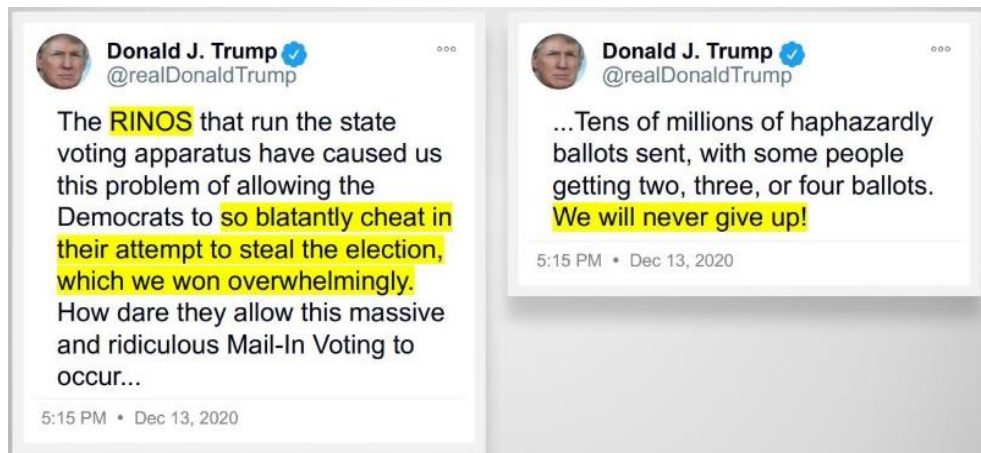 Donald J. Trump
@realDonaldTrump
The RINOS that run the state
voting apparatus have caused us
this problem of allowing the
Democrats to so blatantly cheat in
their attempt to steal the election,
which we won overwhelmingly.
How dare they allow this massive
and ridiculous Mail-In Voting to
occur...
5:15 PM • Dec 13, 2020
Donald J. Trump
@realDonaldTrump
...Tens of millions of haphazardly
ballots sent, with some people
getting two, three, or four ballots.
We will never give up!
5:15 PM • Dec 13, 2020